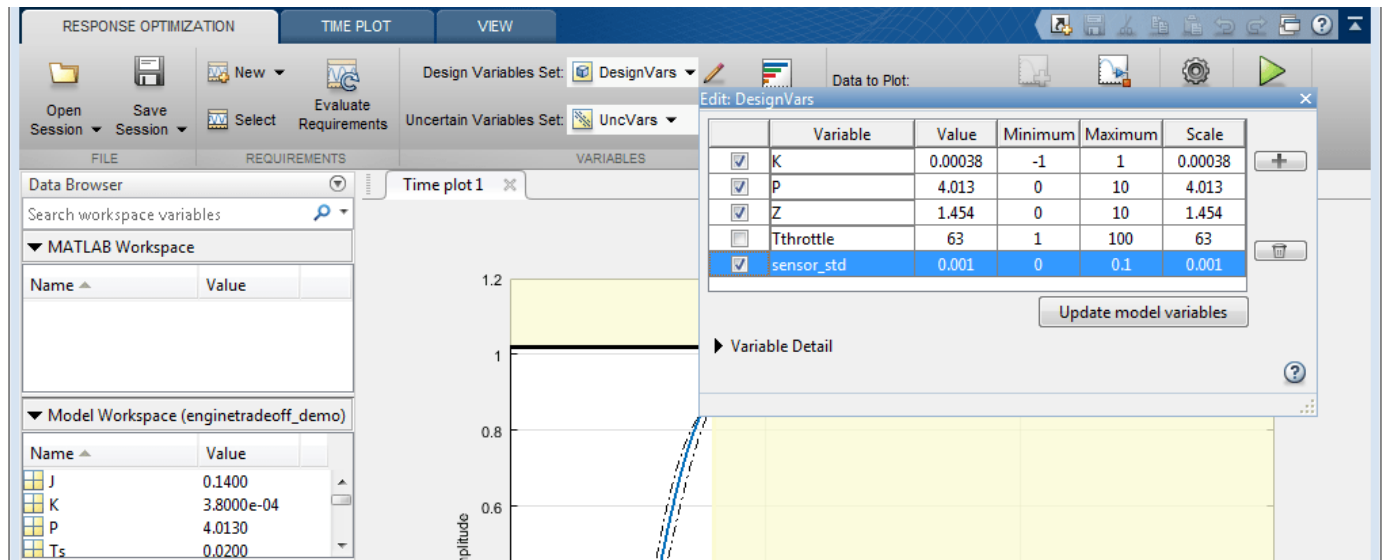 RESPONSE OPTIMIZATION TIME PLOT VIEW
New Design Variables Set: DesignVars Data to Plot:
Open Session Save Session Select Evaluate Requirements Uncertain Variables Set: UncVars
FILE REQUIREMENTS VARIABLES
Edit: DesignVars
Variable Value Minimum Maximum Scale
K 0.00038 -1 1 0.00038
P 4.013 0 10 4.013
Z 1.454 0 10 1.454
Tthrottle 63 1 100 63
sensor_std 0.001 0 0.1 0.001
Update model variables
Variable Detail
Data Browser
Search workspace variables
MATLAB Workspace
Name Value
Model Workspace (enginetradeoff_demo)
Name Value
J 0.1400
K 3.8000e-04
P 4.0130
Ts 0.0200
Time plot 1
1.2
1
0.8
0.6